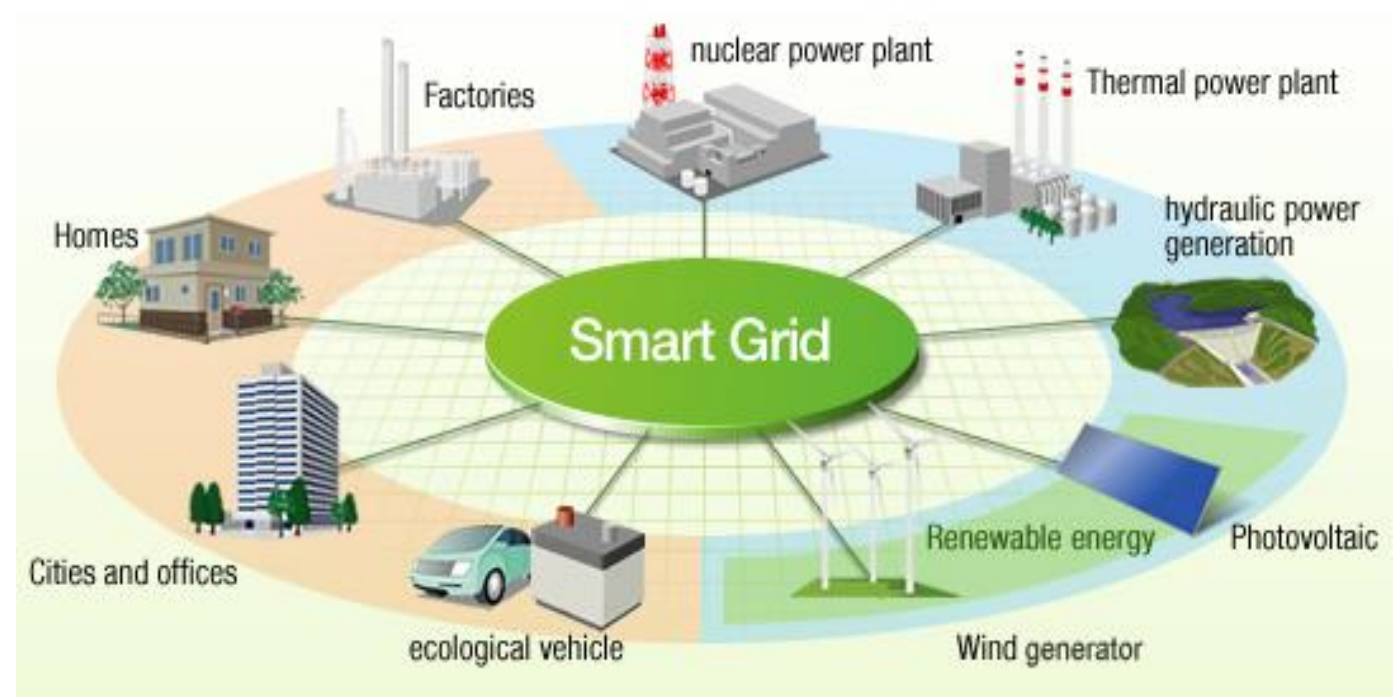 nuclear power plant
Factories
Thermal power plant
hydraulic power
generation
Homes
Smart Grid
Renewable energy
Photovoltaic
Cities and offices
ecological vehicle
Wind generator